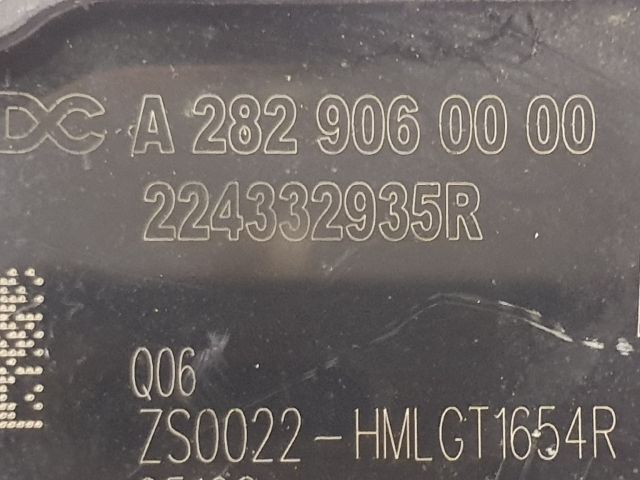 DC A 282 906 00 00
224332935R
Q06
ZS0022-HMLGT1654R